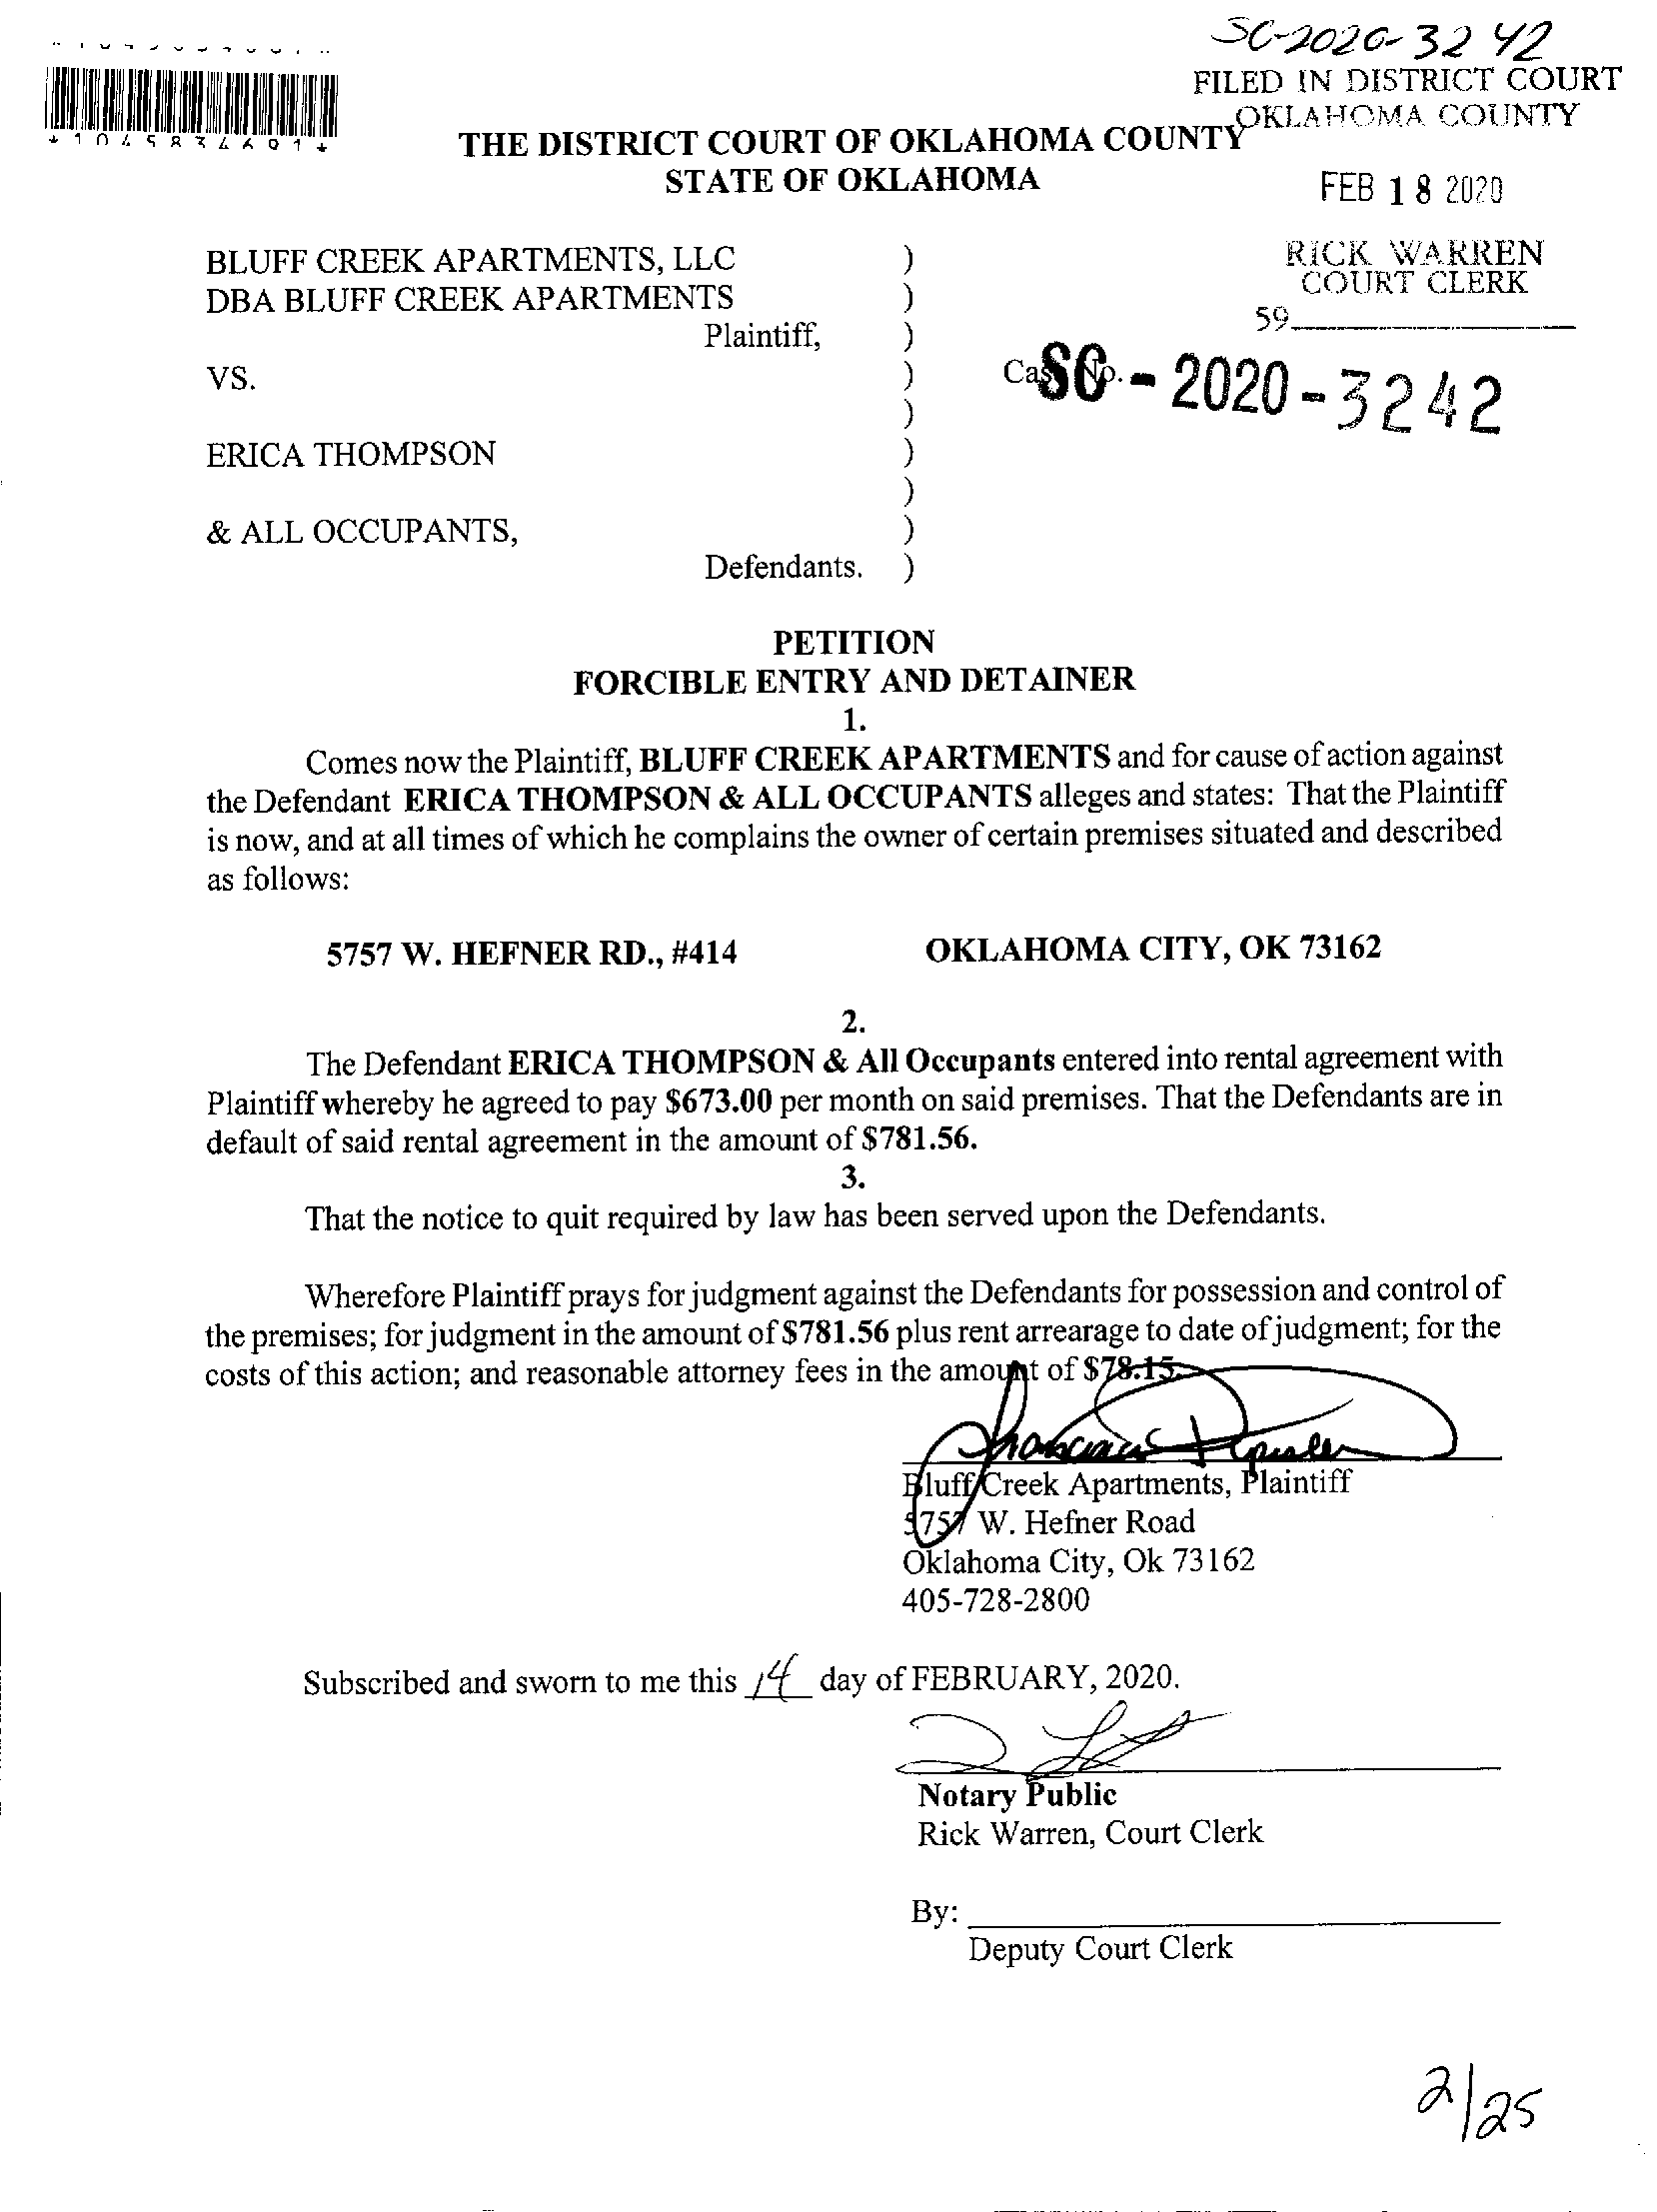 SC-2020-3242
FILED IN DISTRICT COURT
OKLAHOMA COUNTY
*1045834691*
THE DISTRICT COURT OF OKLAHOMA COUNTY
STATE OF OKLAHOMA
FEB 18 2020
RICK WARREN
COURT CLERK
59
BLUFF CREEK APARTMENTS, LLC )
DBA BLUFF CREEK APARTMENTS )
Plaintiff, )
VS. ) Case No. SC - 2020 - 3242
)
ERICA THOMPSON )
)
& ALL OCCUPANTS, )
Defendants. )
PETITION
FORCIBLE ENTRY AND DETAINER
1.
Comes now the Plaintiff, BLUFF CREEK APARTMENTS and for cause of action against
the Defendant ERICA THOMPSON & ALL OCCUPANTS alleges and states: That the Plaintiff
is now, and at all times of which he complains the owner of certain premises situated and described
as follows:
5757 W. HEFNER RD., #414 OKLAHOMA CITY, OK 73162
2.
The Defendant ERICA THOMPSON & All Occupants entered into rental agreement with
Plaintiff whereby he agreed to pay $673.00 per month on said premises. That the Defendants are in
default of said rental agreement in the amount of $781.56.
3.
That the notice to quit required by law has been served upon the Defendants.
Wherefore Plaintiff prays for judgment against the Defendants for possession and control of
the premises; for judgment in the amount of $781.56 plus rent arrearage to date of judgment; for the
costs of this action; and reasonable attorney fees in the amount of $78.15.
Bluff Creek Apartments, Plaintiff
5757 W. Hefner Road
Oklahoma City, Ok 73162
405-728-2800
Subscribed and sworn to me this 14 day of FEBRUARY, 2020.
Notary Public
Rick Warren, Court Clerk
By:
Deputy Court Clerk
2/25